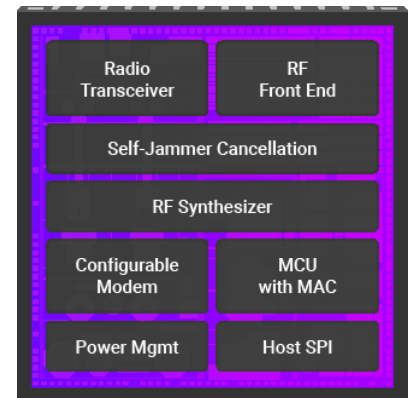 Radio
Transceiver
RF
Front End
Self-Jammer Cancellation
RF Synthesizer
Configurable
Modem
MCU
with MAC
Power Mgmt
Host SPI